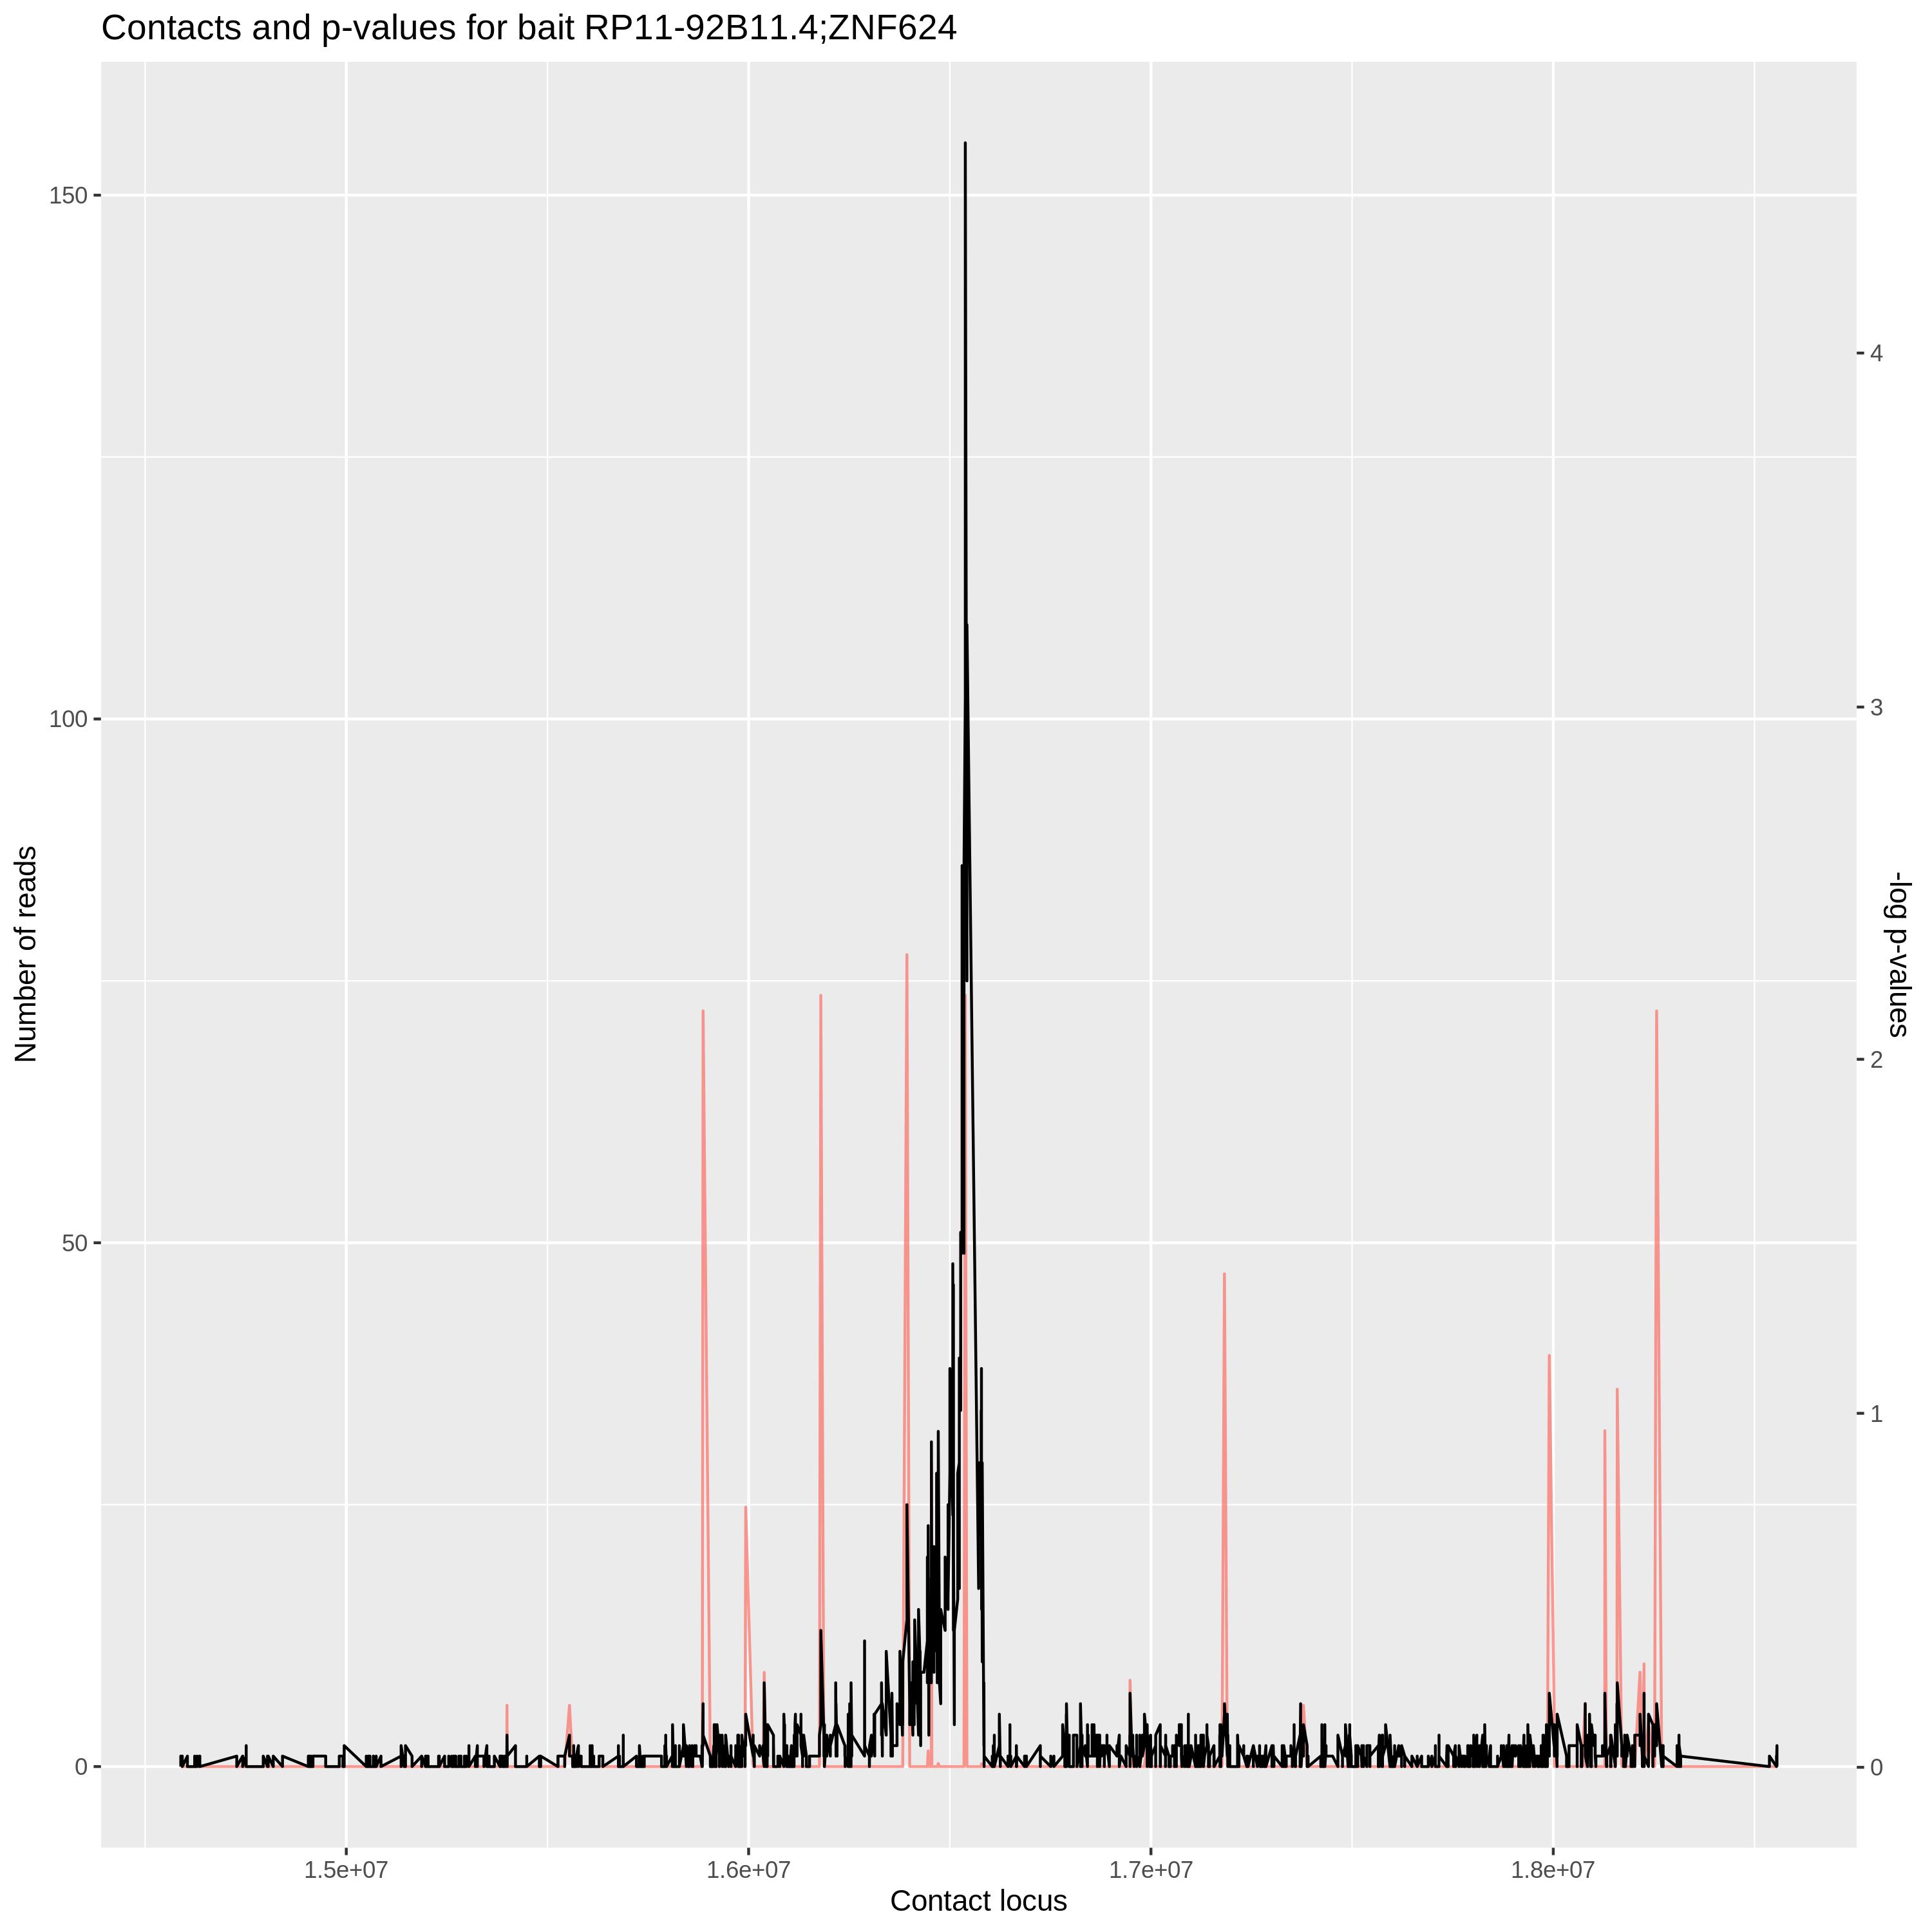 Contacts and p-values for bait RP11-92B11.4;ZNF624
150
100
50
0
Number of reads
4
3
2
1
0
-log p-values
1.5e+07
1.6e+07
1.7e+07
1.8e+07
Contact locus